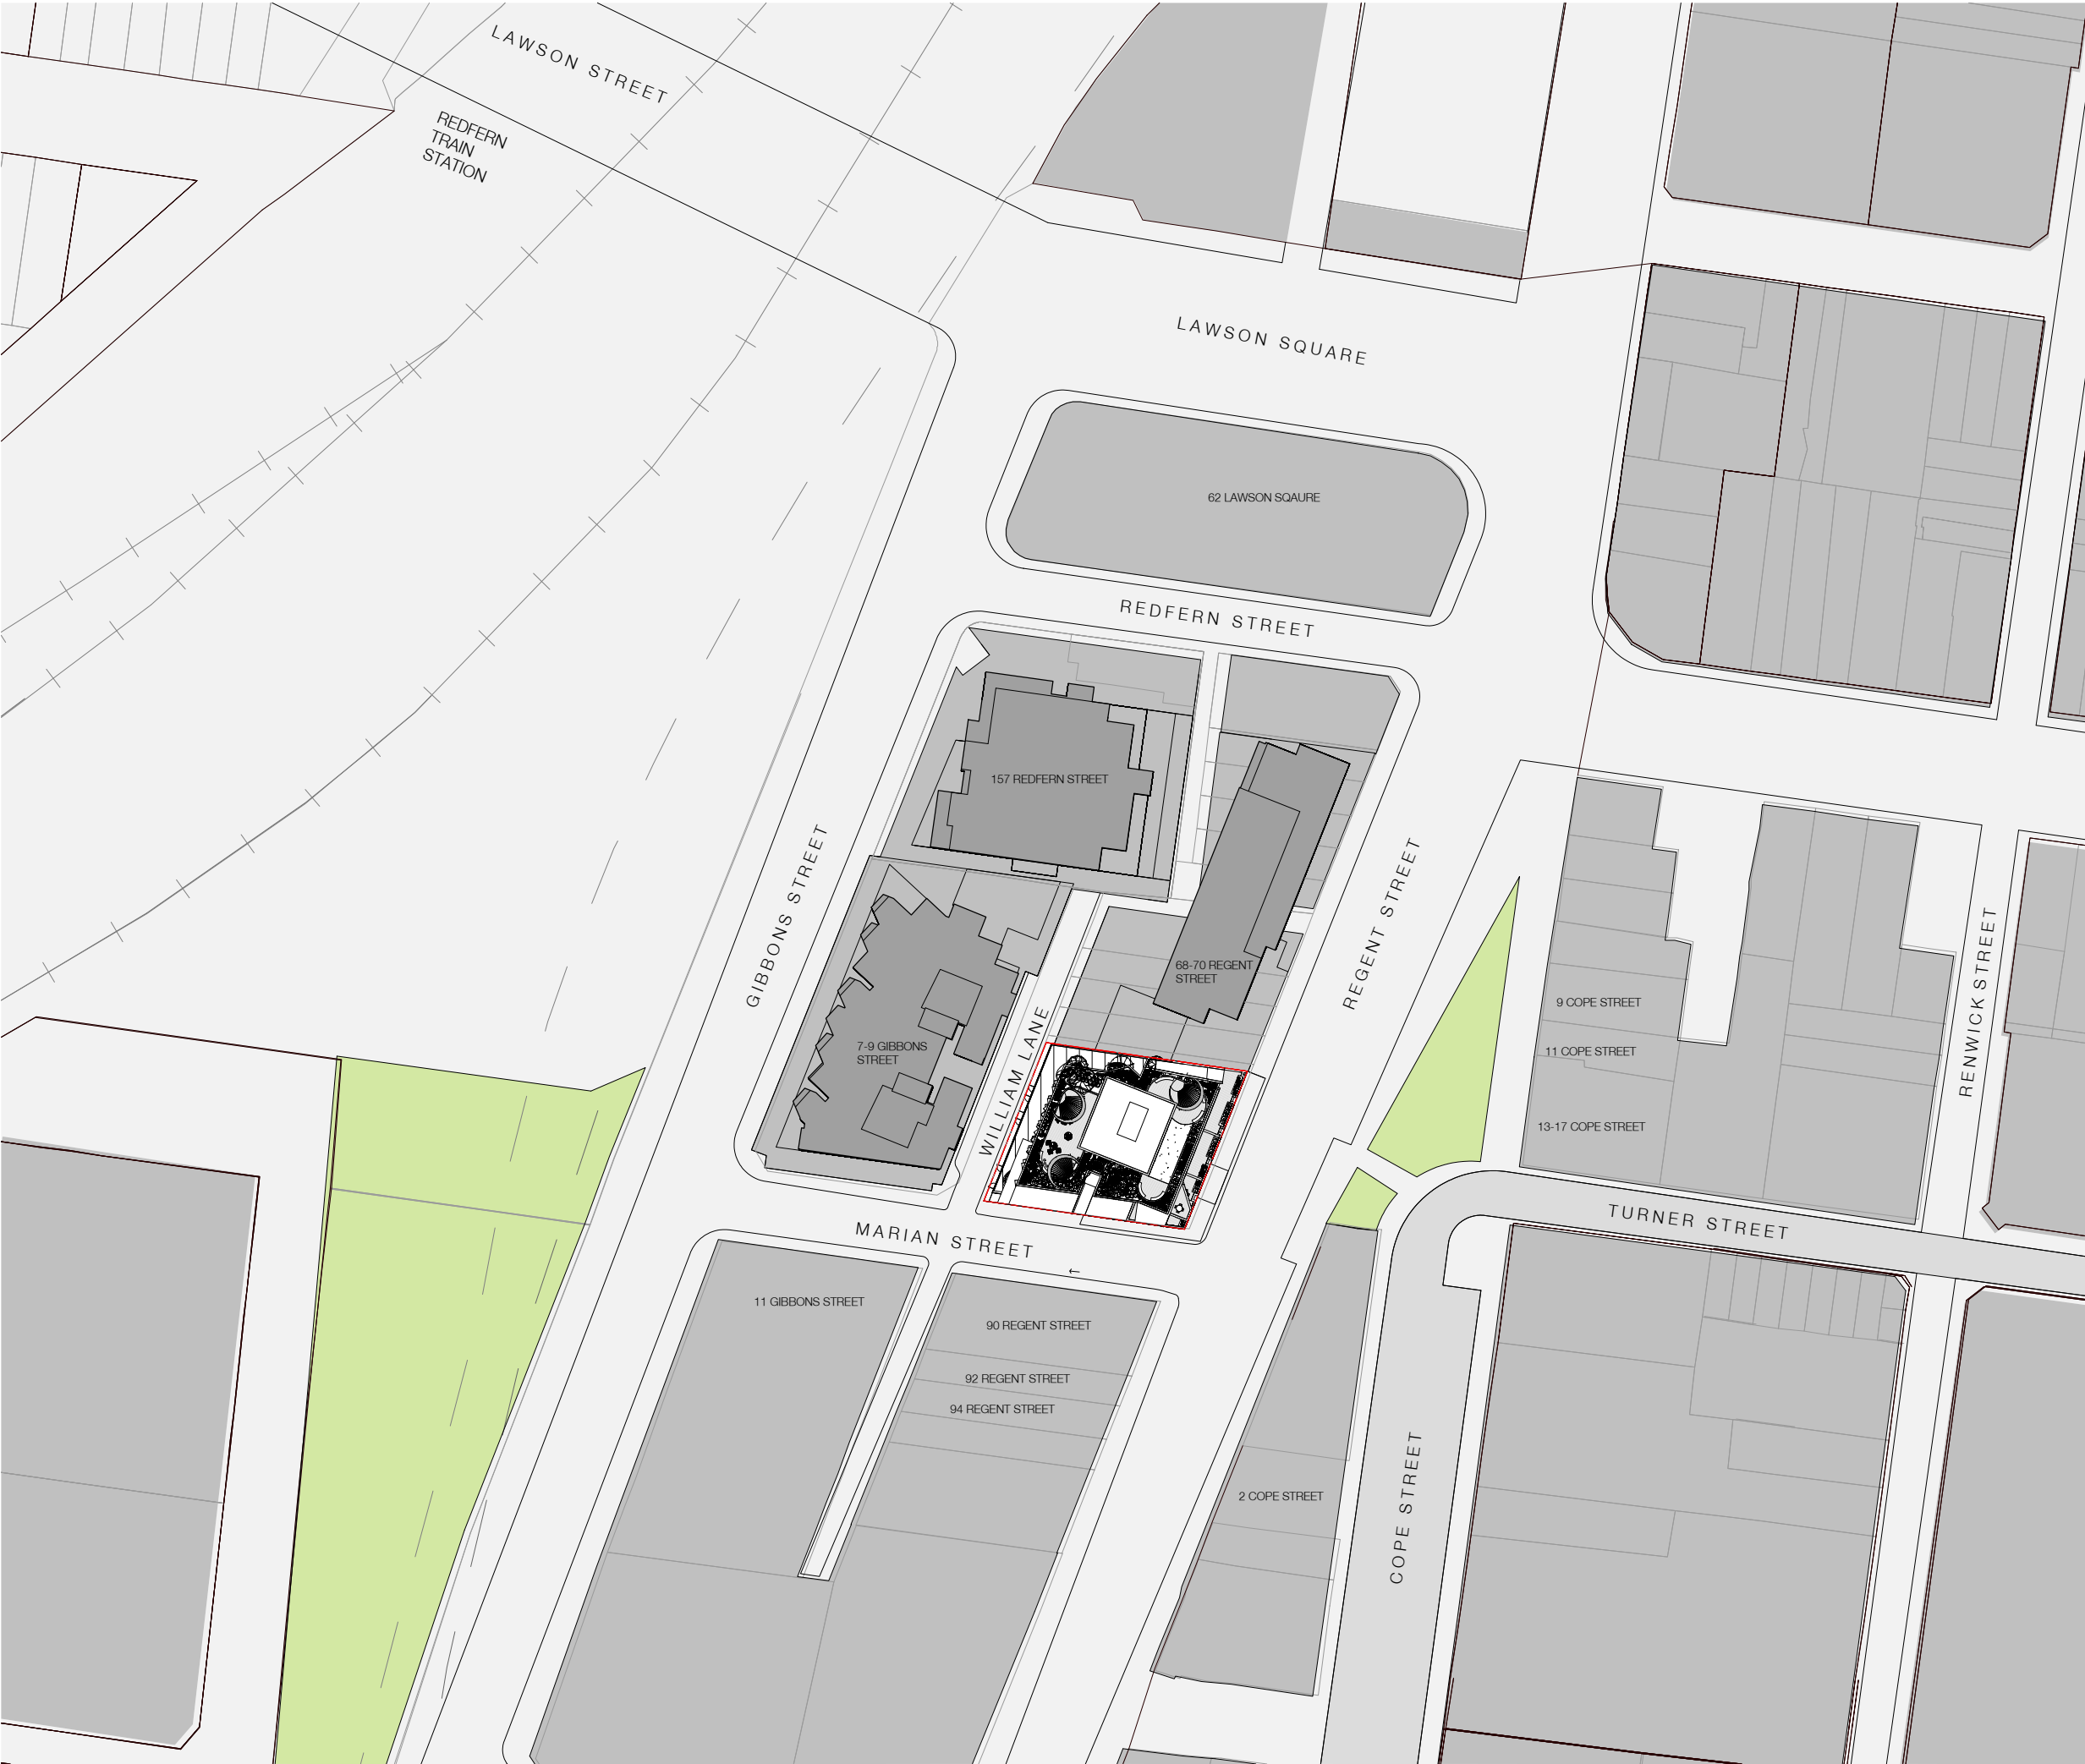 LAWSON STREET
REDFERN
TRAIN
STATION
LAWSON SQUARE
62 LAWSON SQAURE
REDFERN STREET
157 REDFERN STREET
GIBBONS STREET
REGENT STREET
68-70 REGENT
STREET
RENWICK STREET
9 COPE STREET
7-9 GIBBONS
STREET
WILLIAM LANE
11 COPE STREET
13-17 COPE STREET
TURNER STREET
MARIAN STREET
←
11 GIBBONS STREET
90 REGENT STREET
92 REGENT STREET
94 REGENT STREET
2 COPE STREET
COPE STREET